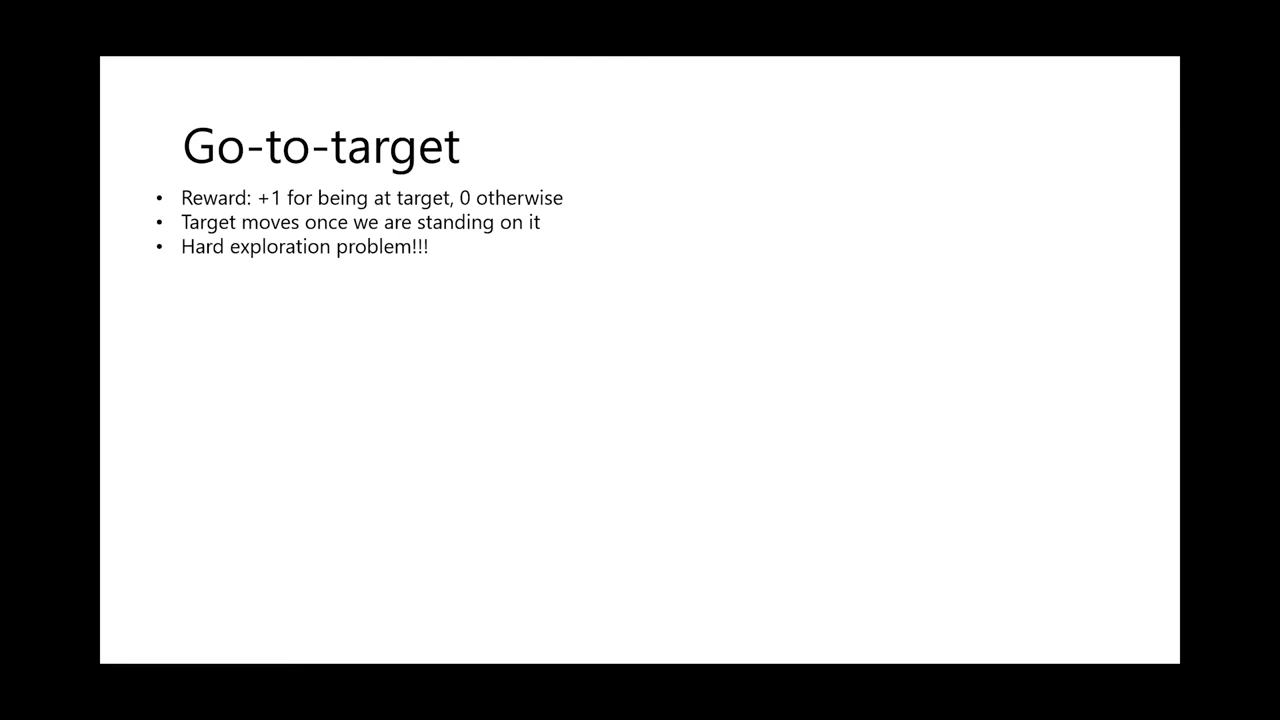 Go-to-target
• Reward: +1 for being at target, 0 otherwise
• Target moves once we are standing on it
• Hard exploration problem!!!